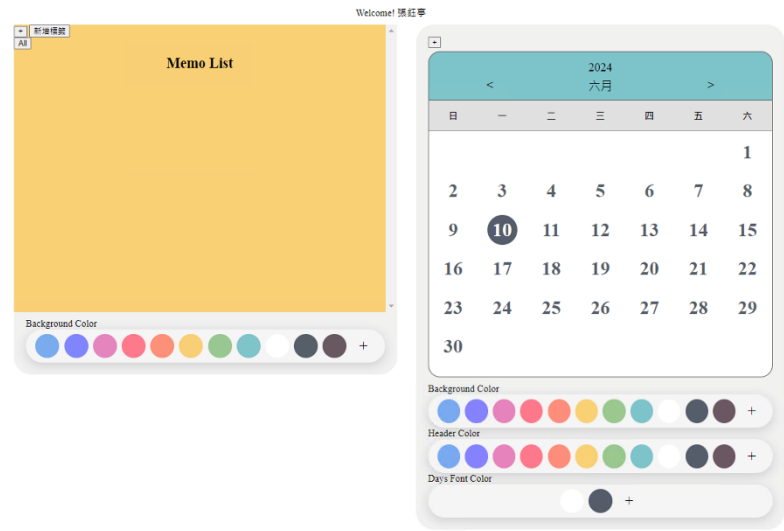 Welcome! 張鈺寧
+ 新增標籤
All
Memo List
Background Color
+
+
2024
< 六月 >
日 一 二 三 四 五 六
1
2 3 4 5 6 7 8
9 10 11 12 13 14 15
16 17 18 19 20 21 22
23 24 25 26 27 28 29
30
Background Color
+
Header Color
+
Days Font Color
+